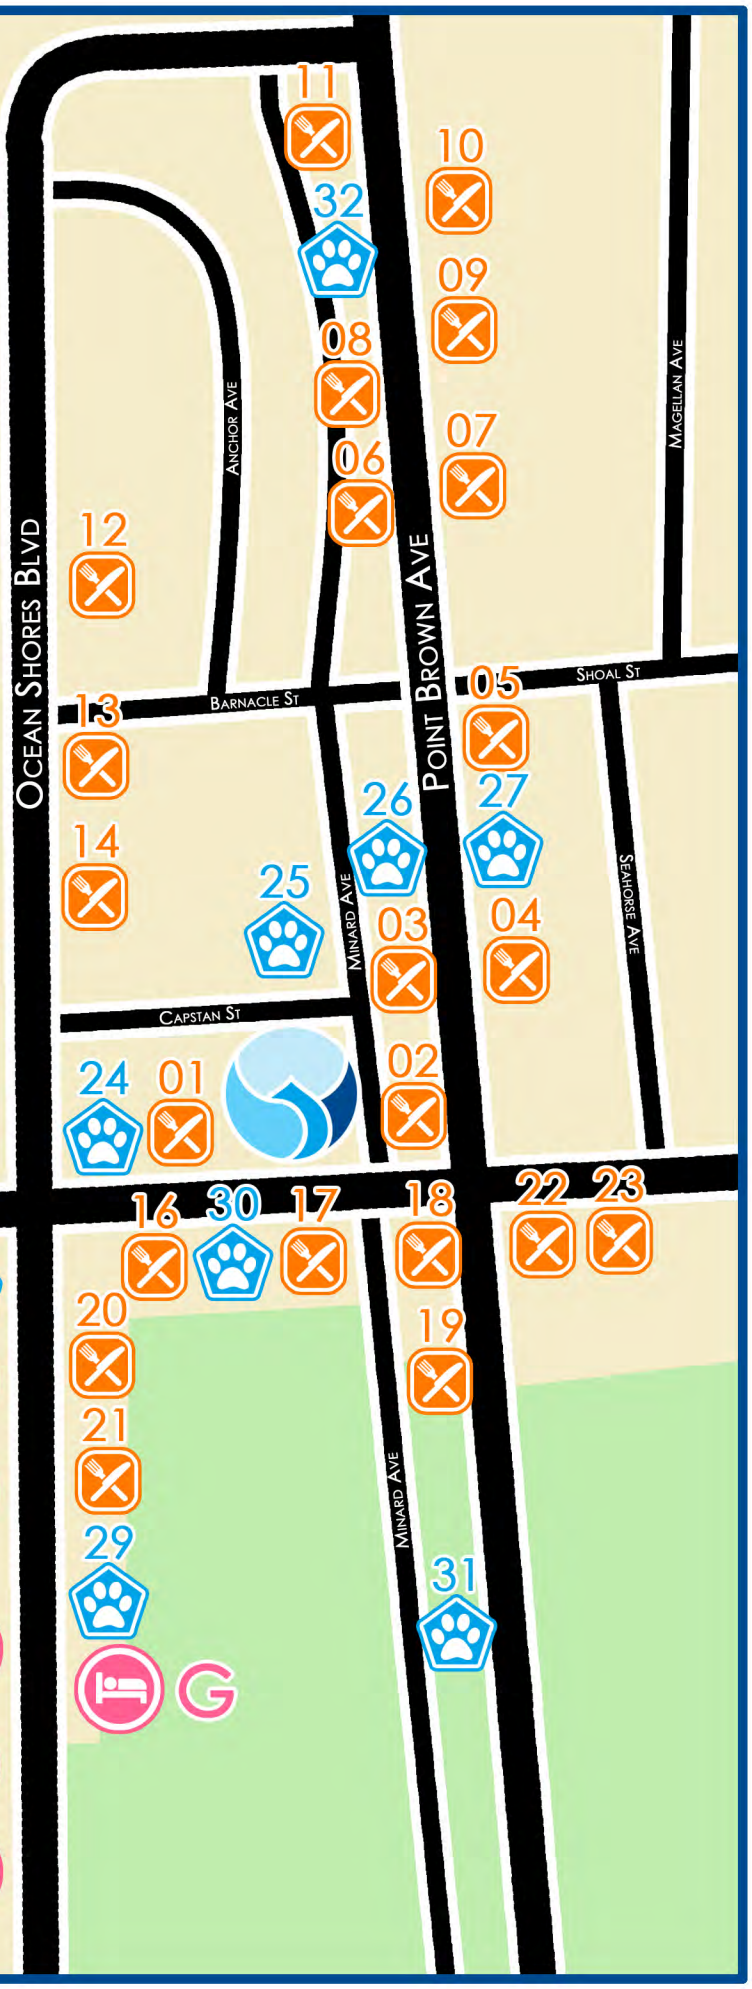 11
10
32
09
08
Magellan Ave
Anchor Ave
07
06
12
Ocean Shores Blvd
Point Brown Ave
Shoal St
05
Barnacle St
13
26
27
14
25
Minard Ave
Seahorse Ave
03
04
Capstan St
24
01
02
16
30
17
18
22
23
20
19
21
Minard Ave
29
31
G